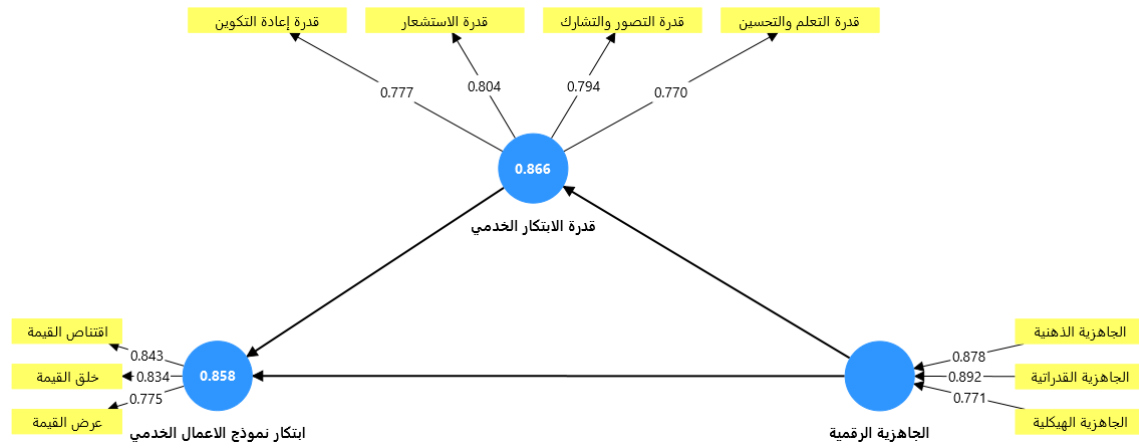 قدرة التعلم والتحسين
قدرة التصور والتشارك
قدرة الاستشعار
قدرة إعادة التكوين
0.770
0.794
0.804
0.777
0.866
قدرة الابتكار الخدمي
الجاهزية الذهنية
0.878
الجاهزية القدراتية
0.892
الجاهزية الهيكلية
0.771
الجاهزية الرقمية
اقتناص القيمة
0.843
خلق القيمة
0.834
0.858
عرض القيمة
0.775
ابتكار نموذج الاعمال الخدمي